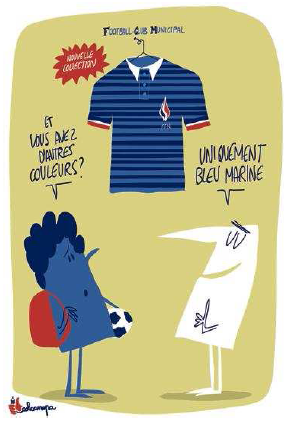 FOOTBALL CLUB MUNICIPAL
NOUVELLE
COLLECTION
ET
VOUS AVEZ
D'AUTRES
COULEURS?
UNIQUEMENT
BLEU MARINE